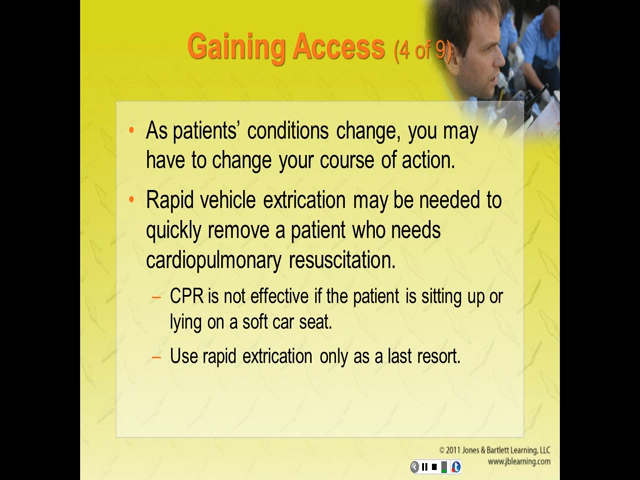 Gaining Access (4 of 9)
• As patients’ conditions change, you may
have to change your course of action.
• Rapid vehicle extrication may be needed to
quickly remove a patient who needs
cardiopulmonary resuscitation.
– CPR is not effective if the patient is sitting up or
lying on a soft car seat.
– Use rapid extrication only as a last resort.
© 2011 Jones & Bartlett Learning, LLC
www.jblearning.com